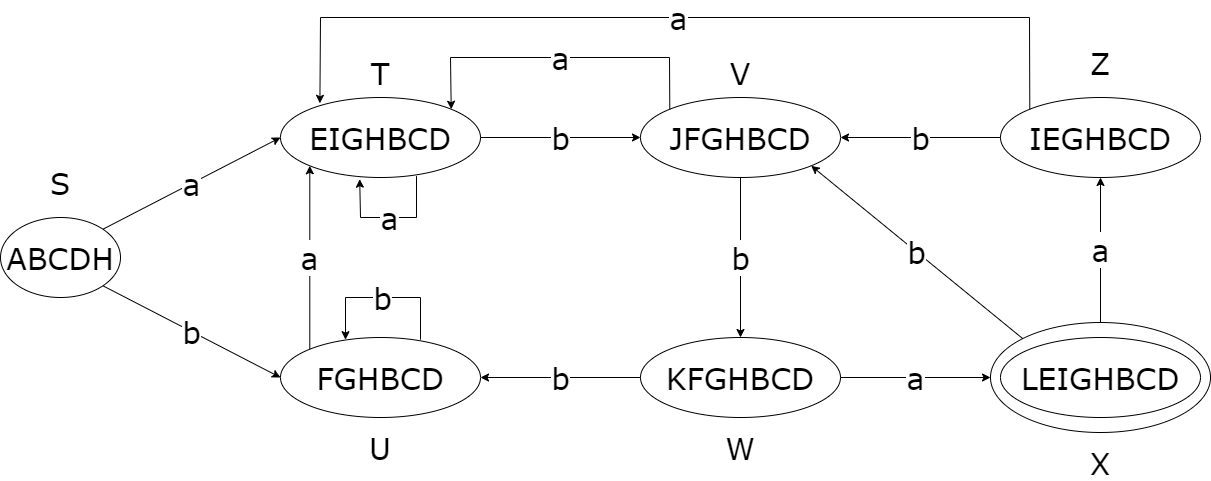 a
a
T
V
Z
EIGHBCD
b
JFGHBCD
b
IEGHBCD
S
a
a
ABCDH
a
b
b
a
b
b
FGHBCD
b
KFGHBCD
a
LEIGHBCD
U
W
X